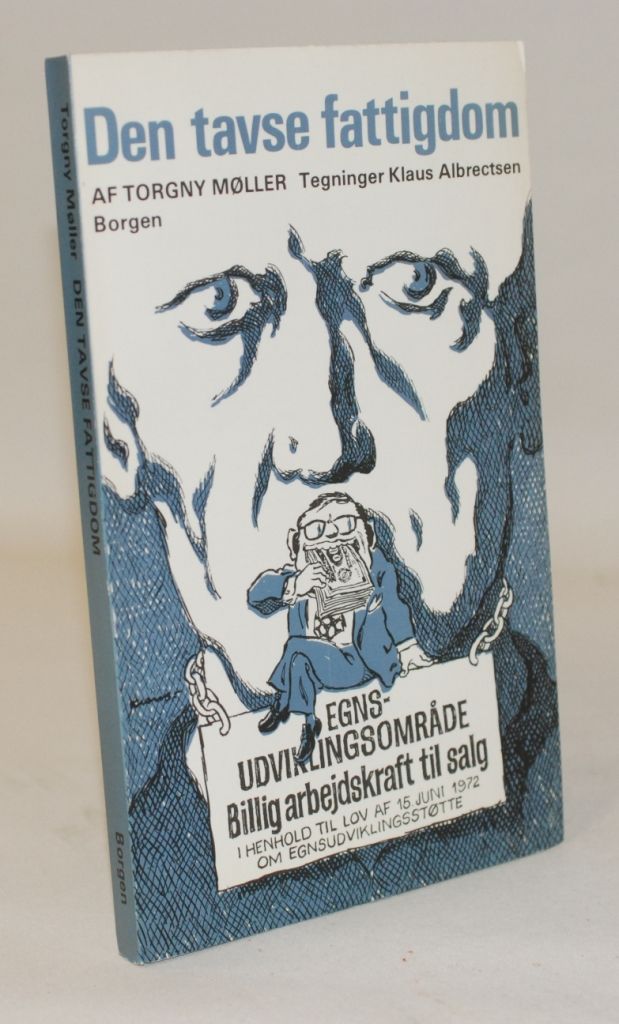 Den tavse fattigdom
AF TORGNY MØLLER Tegninger Klaus Albrectsen
Borgen
EGNS-
UDVIKLINGSOMRÅDE
Billig arbejdskraft til salg
I HENHOLD TIL LOV AF 15. JUNI 1972
OM EGNSUDVIKLINGSSTØTTE
Torgny Møller DEN TAVSE FATTIGDOM Borgen